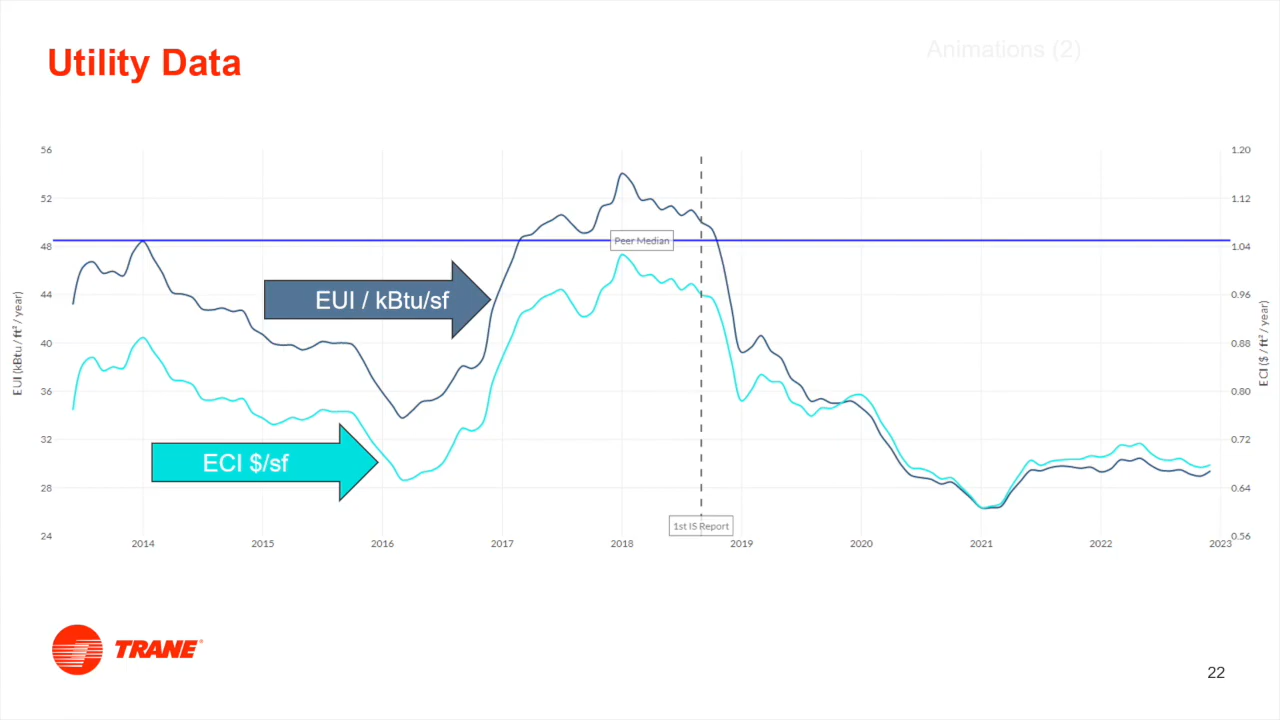 Utility Data
Animations (2)
56
52
48
44
40
36
32
28
24
EUI (kBtu / ft² / year)
1.20
1.12
1.04
0.96
0.88
0.80
0.72
0.64
0.56
ECI ($ / ft² / year)
Peer Median
EUI / kBtu/sf
ECI $/sf
1st IS Report
2014 2015 2016 2017 2018 2019 2020 2021 2022 2023
TRANE®
22